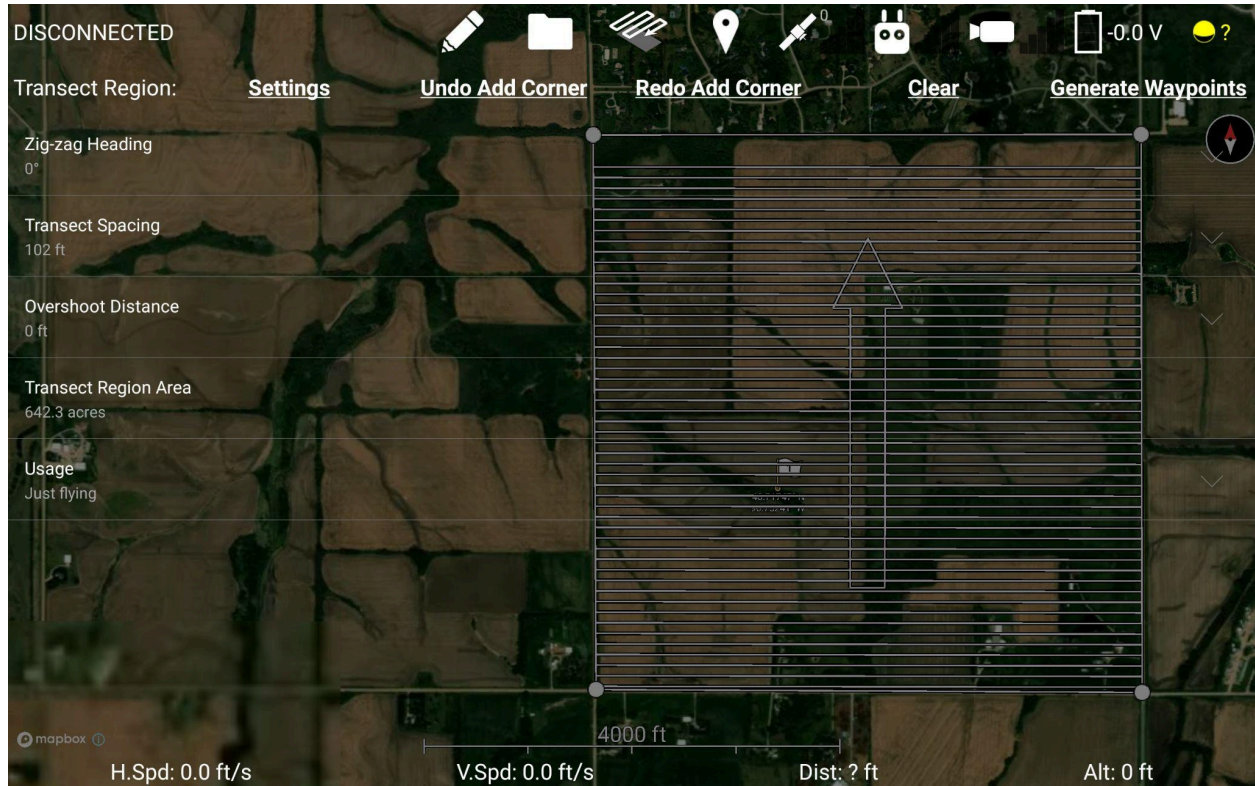 DISCONNECTED
0
-0.0 V
?
Transect Region:
Settings
Undo Add Corner
Redo Add Corner
Clear
Generate Waypoints
Zig-zag Heading
0°
Transect Spacing
102 ft
Overshoot Distance
0 ft
Transect Region Area
642.3 acres
Usage
Just flying
mapbox
4000 ft
H.Spd: 0.0 ft/s
V.Spd: 0.0 ft/s
Dist: ? ft
Alt: 0 ft